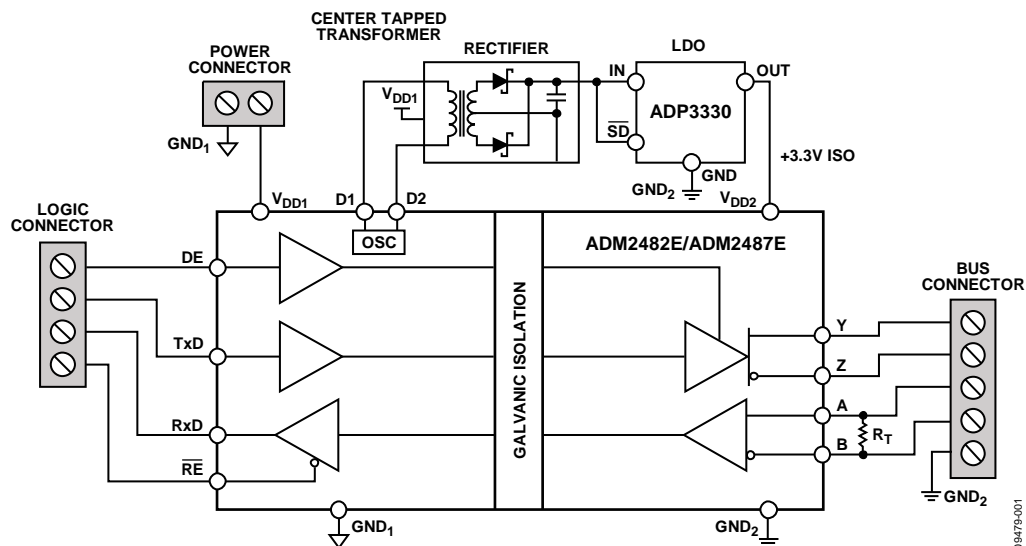 CENTER TAPPED
TRANSFORMER
RECTIFIER
LDO
POWER
CONNECTOR
IN
OUT
VDD1
ADP3330
SD
GND1
GND
GND2
+3.3V ISO
VDD1
D1
D2
VDD2
LOGIC
CONNECTOR
OSC
ADM2482E/ADM2487E
BUS
CONNECTOR
DE
Y
TxD
Z
GALVANIC ISOLATION
A
RxD
RT
B
RE
GND2
GND1
GND2
09479-001